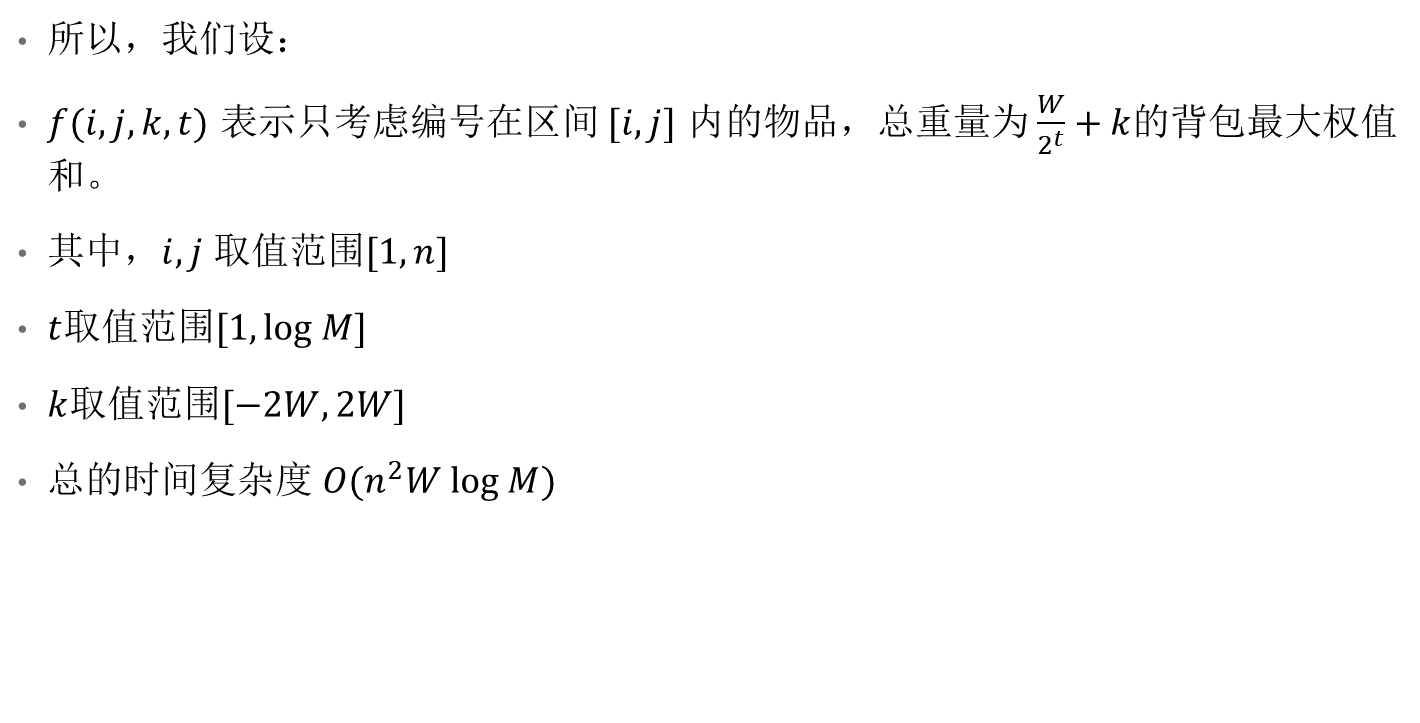 • 所以，我们设：
• f(i,j,k,t) 表示只考虑编号在区间 [i,j] 内的物品，总重量为 \frac{W}{2^t} + k的背包最大权值
和。
• 其中，i,j 取值范围[1,n]
• t取值范围[1,log M]
• k取值范围[−2W,2W]
• 总的时间复杂度 O(n²W log M)